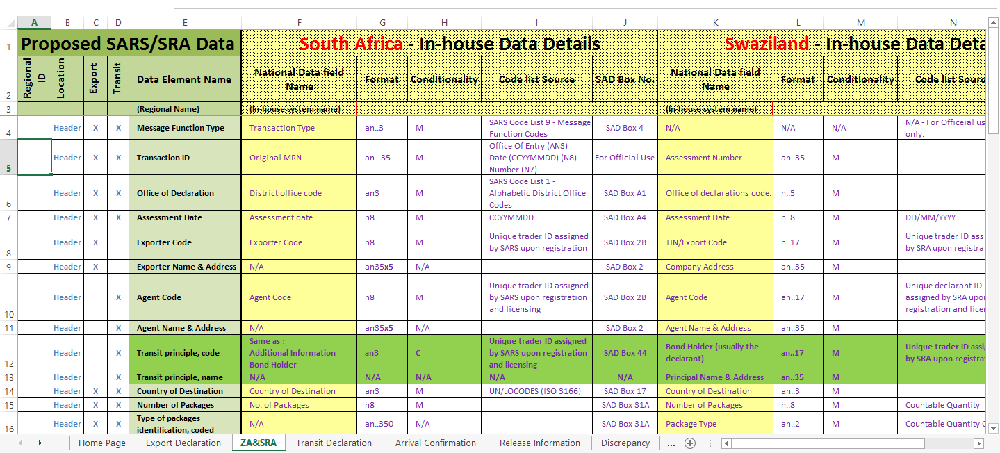 A B C D E F G H I J K L M N
1 Proposed SARS/SRA Data South Africa - In-house Data Details Swaziland - In-house Data Deta
2 Regional ID Location Export Transit Data Element Name National Data field Name Format Conditionality Code list Source SAD Box No. National Data field Name Format Conditionality Code list Sourc
3 (Regional Name) (In-house system name) (In-house system name)
4 Header X X Message Function Type Transaction Type an..3 M SARS Code List 9 - Message Function Codes SAD Box 4 N/A N/A N/A N/A - For Officeial us only.
5 Header X X Transaction ID Original MRN an...35 M Office Of Entry (AN3) Date (CCYYMMDD) (N8) Number (N7) For Official Use Assessment Number an..35 M
6 Header X X Office of Declaration District office code an3 M SARS Code List 1 - Alphabetic District Office Codes SAD Box A1 Office of declarations code. n..5 M
7 Header X X Assessment Date Assessment date n8 M CCYYMMDD SAD Box A4 Assessment Date n..8 M DD/MM/YYYY
8 Header X Exporter Code Exporter Code n8 M Unique trader ID assigned by SARS upon registration SAD Box 2B TIN/Export Code n..17 M Unique trader ID assi by SRA upon registrat
9 Header X Exporter Name & Address N/A an35x5 N/A SAD Box 2 Company Address an..35 M
10 Header X Agent Code Agent Code n8 M Unique trader ID assigned by SARS upon registration and licensing SAD Box 2B Agent Code an..17 M Unique declarant ID assigned by SRA upon registration and licen
11 Header X Agent Name & Address N/A an35x5 N/A SAD Box 2 Agent Name & Address an..35 M
12 Header X Transit principle, code Same as : Additional Information Bond Holder an3 C Unique trader ID assigned by SARS upon registration and licensing SAD Box 44 Bond Holder (usually the declarant) an..17 M Unique trader ID assig by SRA upon registrat
13 Header X Transit principle, name N/A N/A N/A N/A N/A Principal Name & Address an..35 M
14 Header X X Country of Destination Country of Destination an3 M UN/LOCODES (ISO 3166) SAD Box 17 Country of Destination an..3 M
15 Header X X Number of Packages No. of Packages n8 M SAD Box 31A Number of Packages n..8 M Countable Quantity
16 Header X X Type of packages identification, coded N/A an..350 N/A SAD Box 31A Package Type an..2 M Countable Quantity C
Home Page Export Declaration ZA&SRA Transit Declaration Arrival Confirmation Release Information Discrepancy ...